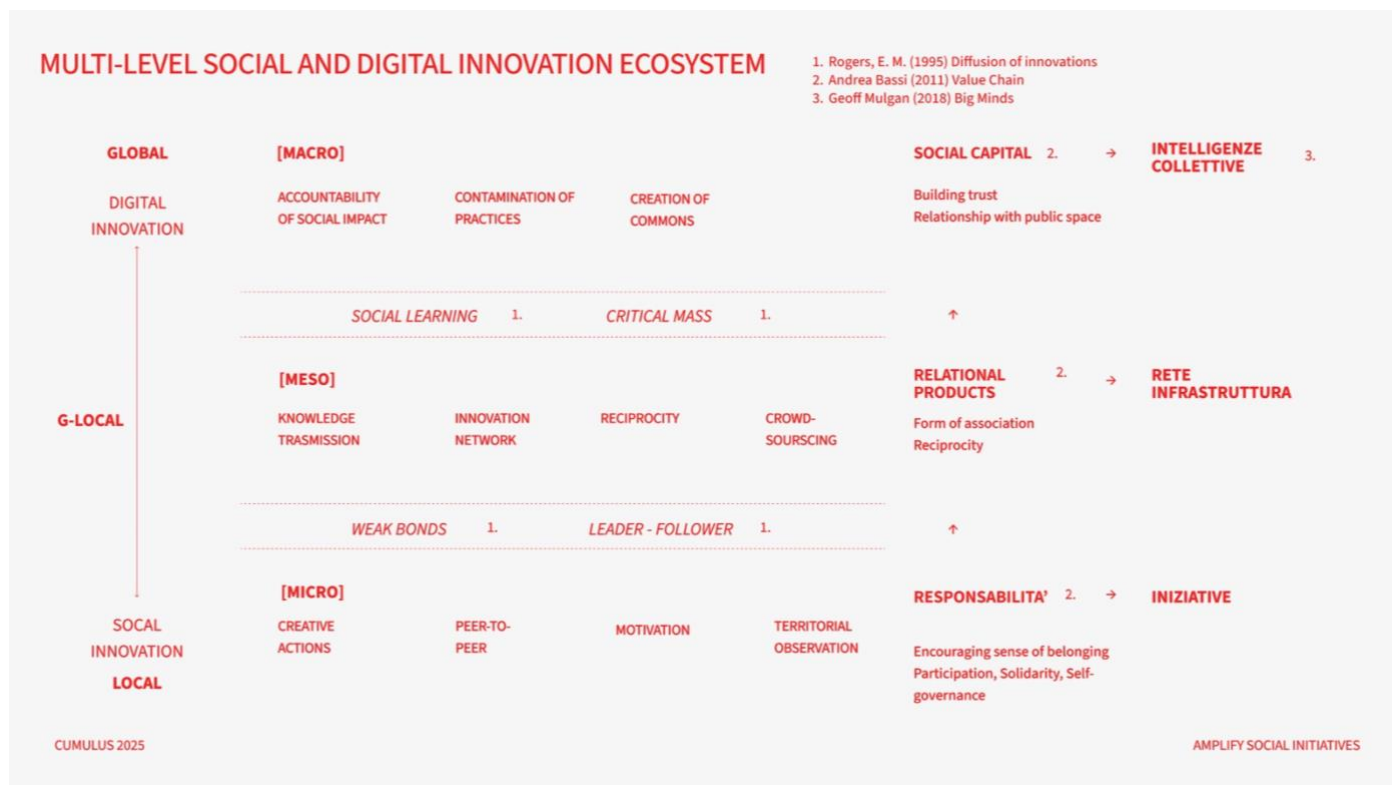 MULTI-LEVEL SOCIAL AND DIGITAL INNOVATION ECOSYSTEM
1. Rogers, E. M. (1995) Diffusion of innovations
2. Andrea Bassi (2011) Value Chain
3. Geoff Mulgan (2018) Big Minds
GLOBAL
DIGITAL
INNOVATION
[MACRO]
ACCOUNTABILITY
OF SOCIAL IMPACT
CONTAMINATION OF
PRACTICES
CREATION OF
COMMONS
SOCIAL CAPITAL 2. →
INTELLIGENZE
COLLETTIVE
3.
Building trust
Relationship with public space
SOCIAL LEARNING 1. CRITICAL MASS 1. ↑
G-LOCAL
[MESO]
KNOWLEDGE
TRASMISSION
INNOVATION
NETWORK
RECIPROCITY
CROWD-
SOURSCING
RELATIONAL
PRODUCTS
2. →
RETE
INFRASTRUTTURA
Form of association
Reciprocity
WEAK BONDS 1. LEADER - FOLLOWER 1. ↑
[MICRO]
CREATIVE
ACTIONS
PEER-TO-
PEER
MOTIVATION
TERRITORIAL
OBSERVATION
RESPONSABILITA’ 2. → INIZIATIVE
Encouraging sense of belonging
Participation, Solidarity, Self-
governance
SOCAL
INNOVATION
LOCAL
CUMULUS 2025
AMPLIFY SOCIAL INITIATIVES